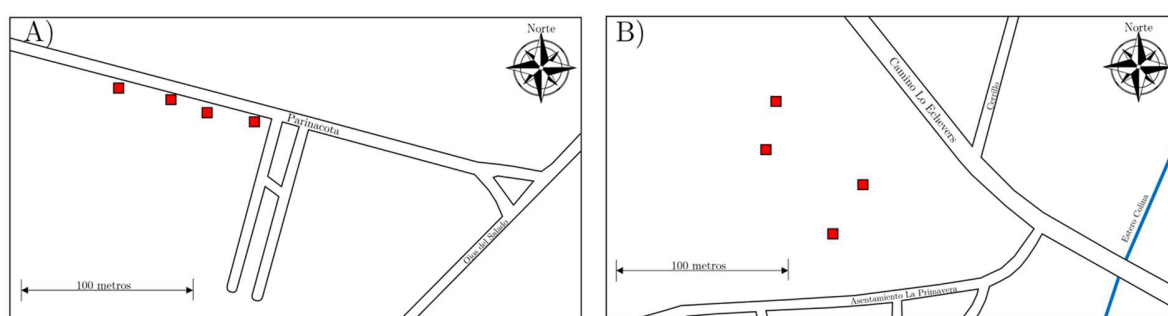 A)
Norte
Parinacota
Ojos del Salado
100 metros
B)
Norte
Camino Lo Echevers
Cerrillo
Estero Colina
100 metros
Asentamiento La Primavera